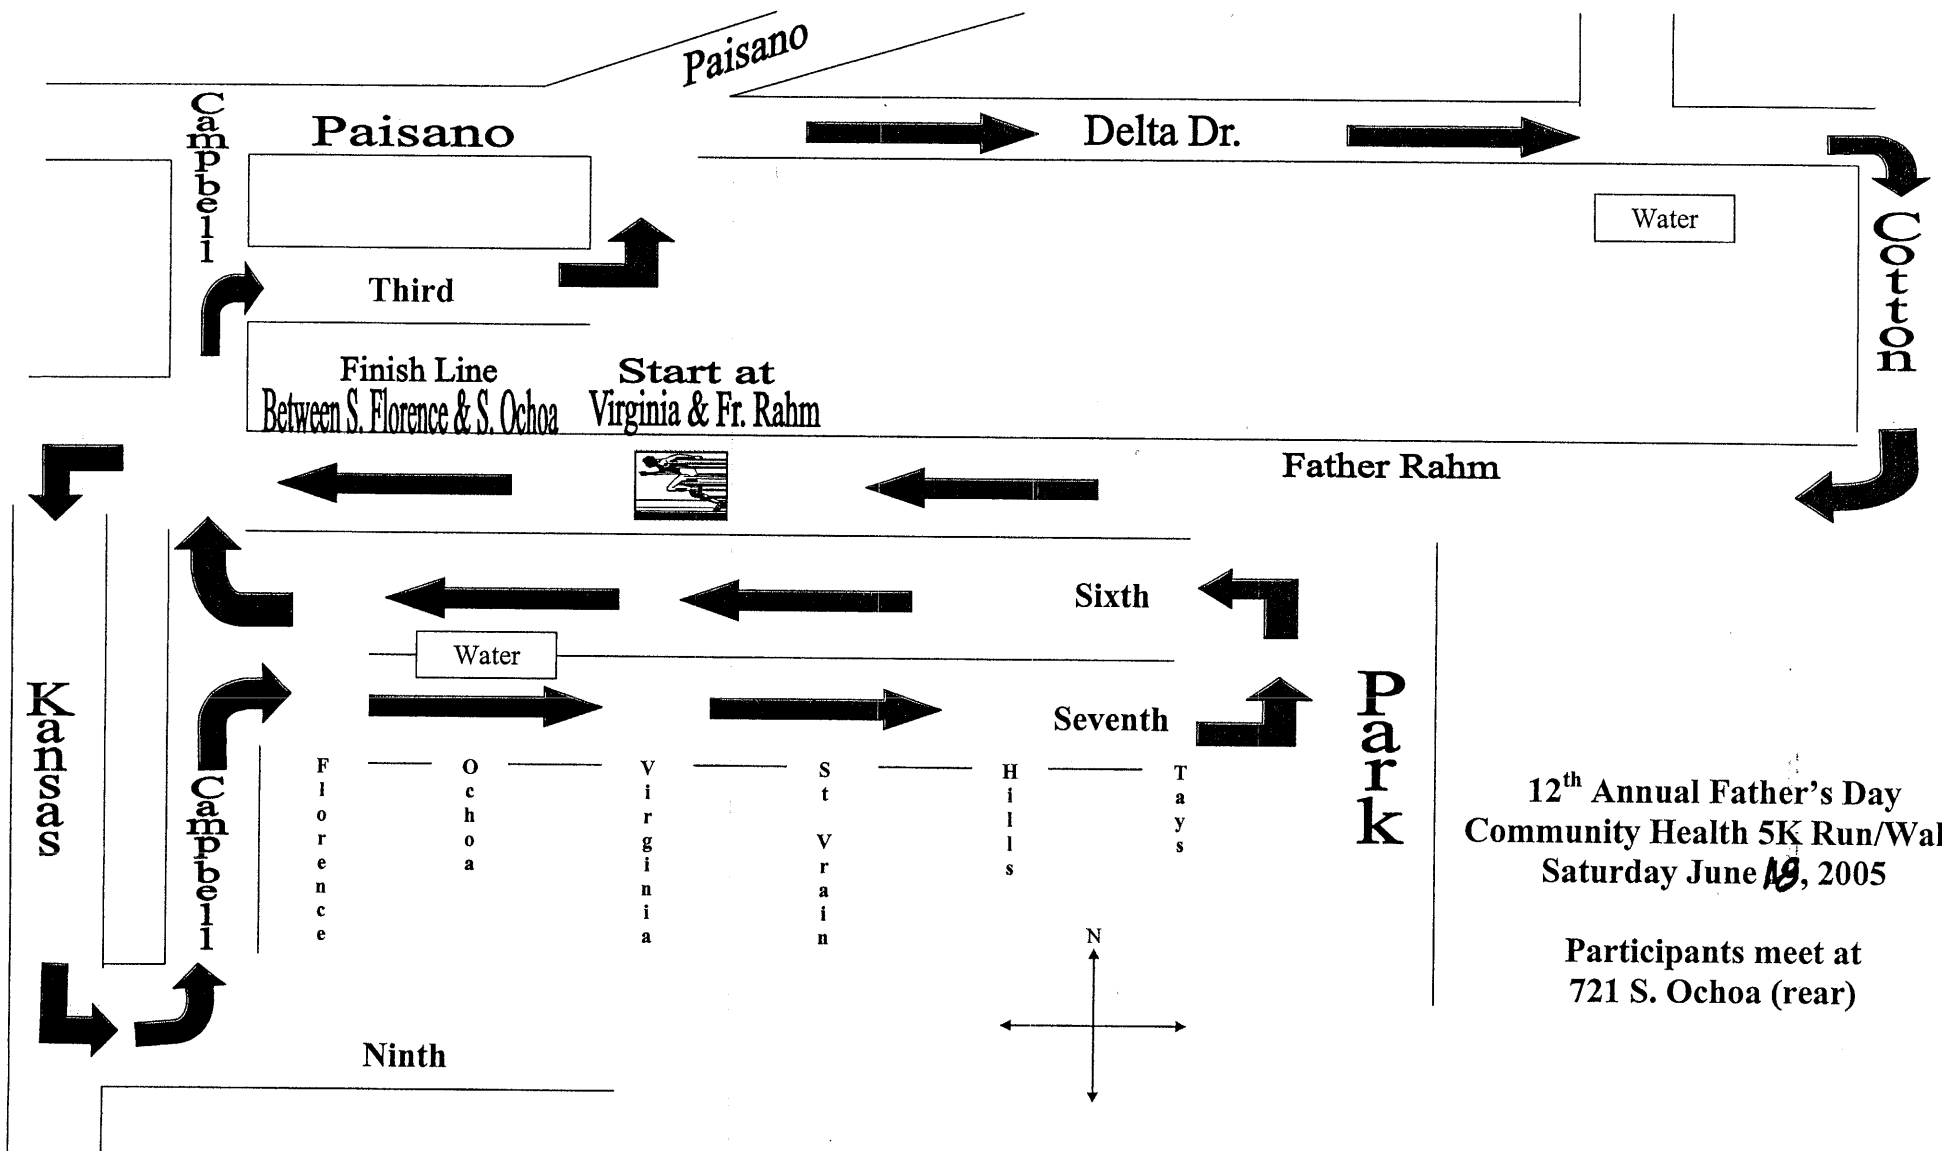 Paisano
Campbell
Paisano
Delta Dr.
Water
Cotton
Third
Finish Line
Between S. Florence & S. Ochoa
Start at
Virginia & Fr. Rahm
Father Rahm
Sixth
Water
Kansas
Campbell
Seventh
Park
Florence
Ochoa
Virginia
St Vrain
Hills
Tays
12th Annual Father's Day
Community Health 5K Run/Wal
Saturday June 18, 2005
N
Participants meet at
721 S. Ochoa (rear)
Ninth